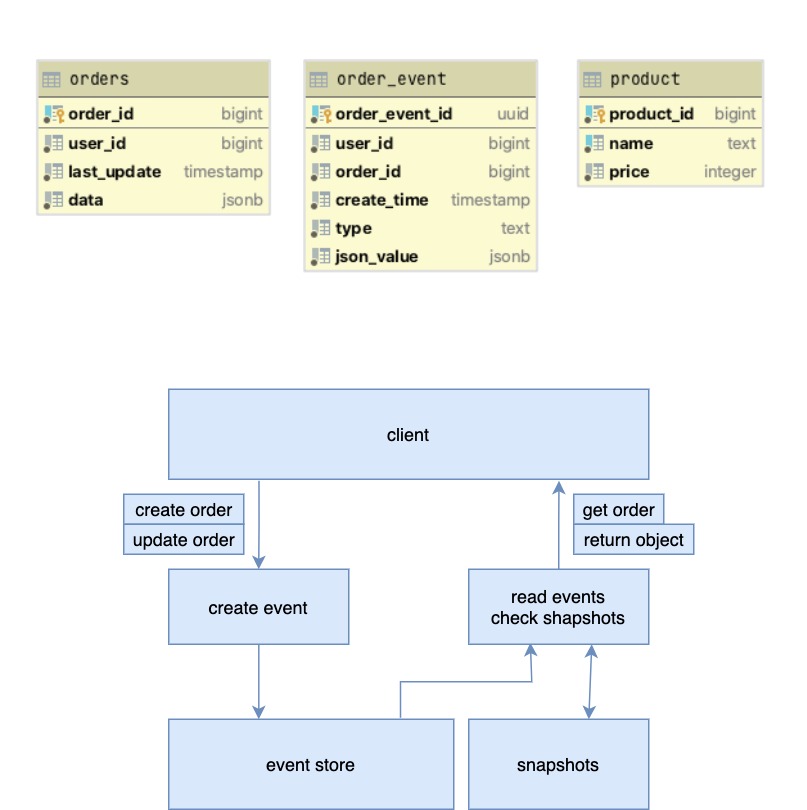 orders
order_id bigint
user_id bigint
last_update timestamp
data jsonb
order_event
order_event_id uuid
user_id bigint
order_id bigint
create_time timestamp
type text
json_value jsonb
product
product_id bigint
name text
price integer
client
create order
update order
get order
return object
create event
read events
check shapshots
event store
snapshots